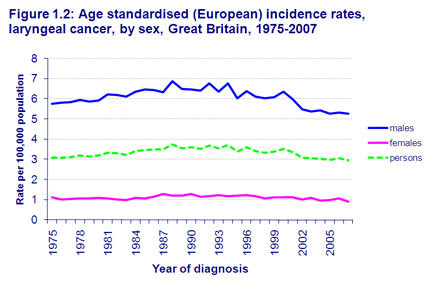 Figure 1.2: Age standardised (European) incidence rates,
laryngeal cancer, by sex, Great Britain, 1975-2007
Rate per 100,000 population
8
7
6
5
4
3
2
1
0
males
females
persons
1975
1978
1981
1984
1987
1990
1993
1996
1999
2002
2005
Year of diagnosis